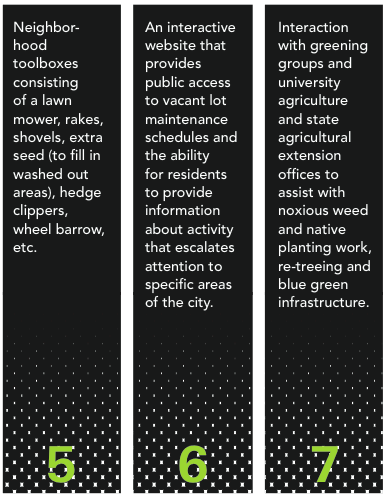 Neighbor-
hood
toolboxes
consisting
of a lawn
mower, rakes,
shovels, extra
seed (to fill in
washed out
areas), hedge
clippers,
wheel barrow,
etc.
5
An interactive
website that
provides
public access
to vacant lot
maintenance
schedules and
the ability
for residents
to provide
information
about activity
that escalates
attention to
specific areas
of the city.
6
Interaction
with greening
groups and
university
agriculture
and state
agricultural
extension
offices to
assist with
noxious weed
and native
planting work,
re-treeing and
blue green
infrastructure.
7